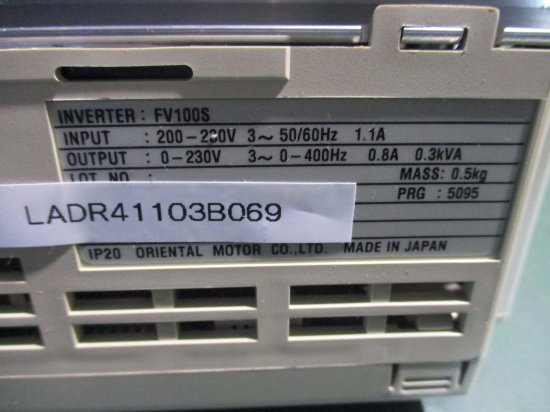 INVERTER : FV100S
INPUT : 200-230V 3~ 50/60Hz 1.1A
OUTPUT : 0-230V 3~ 0-400Hz 0.8A 0.3kVA
LOT NO : MASS: 0.5kg
PRG : 5095
LADR41103B069
IP20 ORIENTAL MOTOR CO.,LTD. MADE IN JAPAN